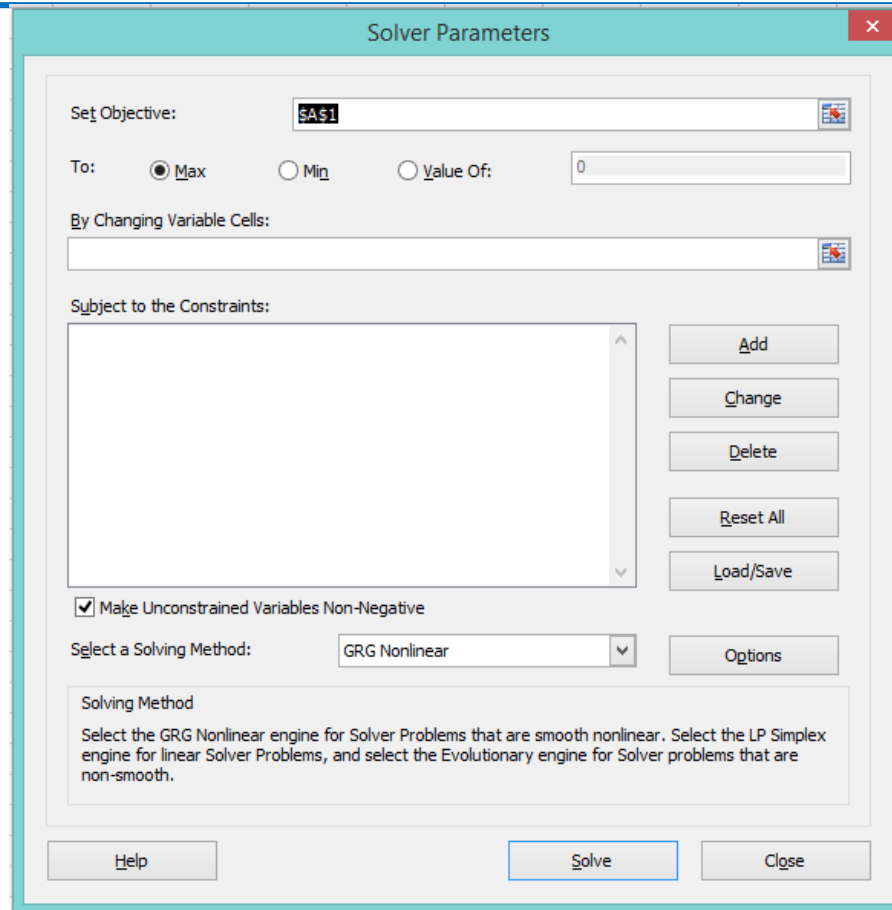 Solver Parameters
Set Objective:
$A$1
To:
Max
Min
Value Of:
0
By Changing Variable Cells:
Subject to the Constraints:
Add
Change
Delete
Reset All
Load/Save
Make Unconstrained Variables Non-Negative
Select a Solving Method:
GRG Nonlinear
Options
Solving Method
Select the GRG Nonlinear engine for Solver Problems that are smooth nonlinear. Select the LP Simplex
engine for linear Solver Problems, and select the Evolutionary engine for Solver problems that are
non-smooth.
Help
Solve
Close